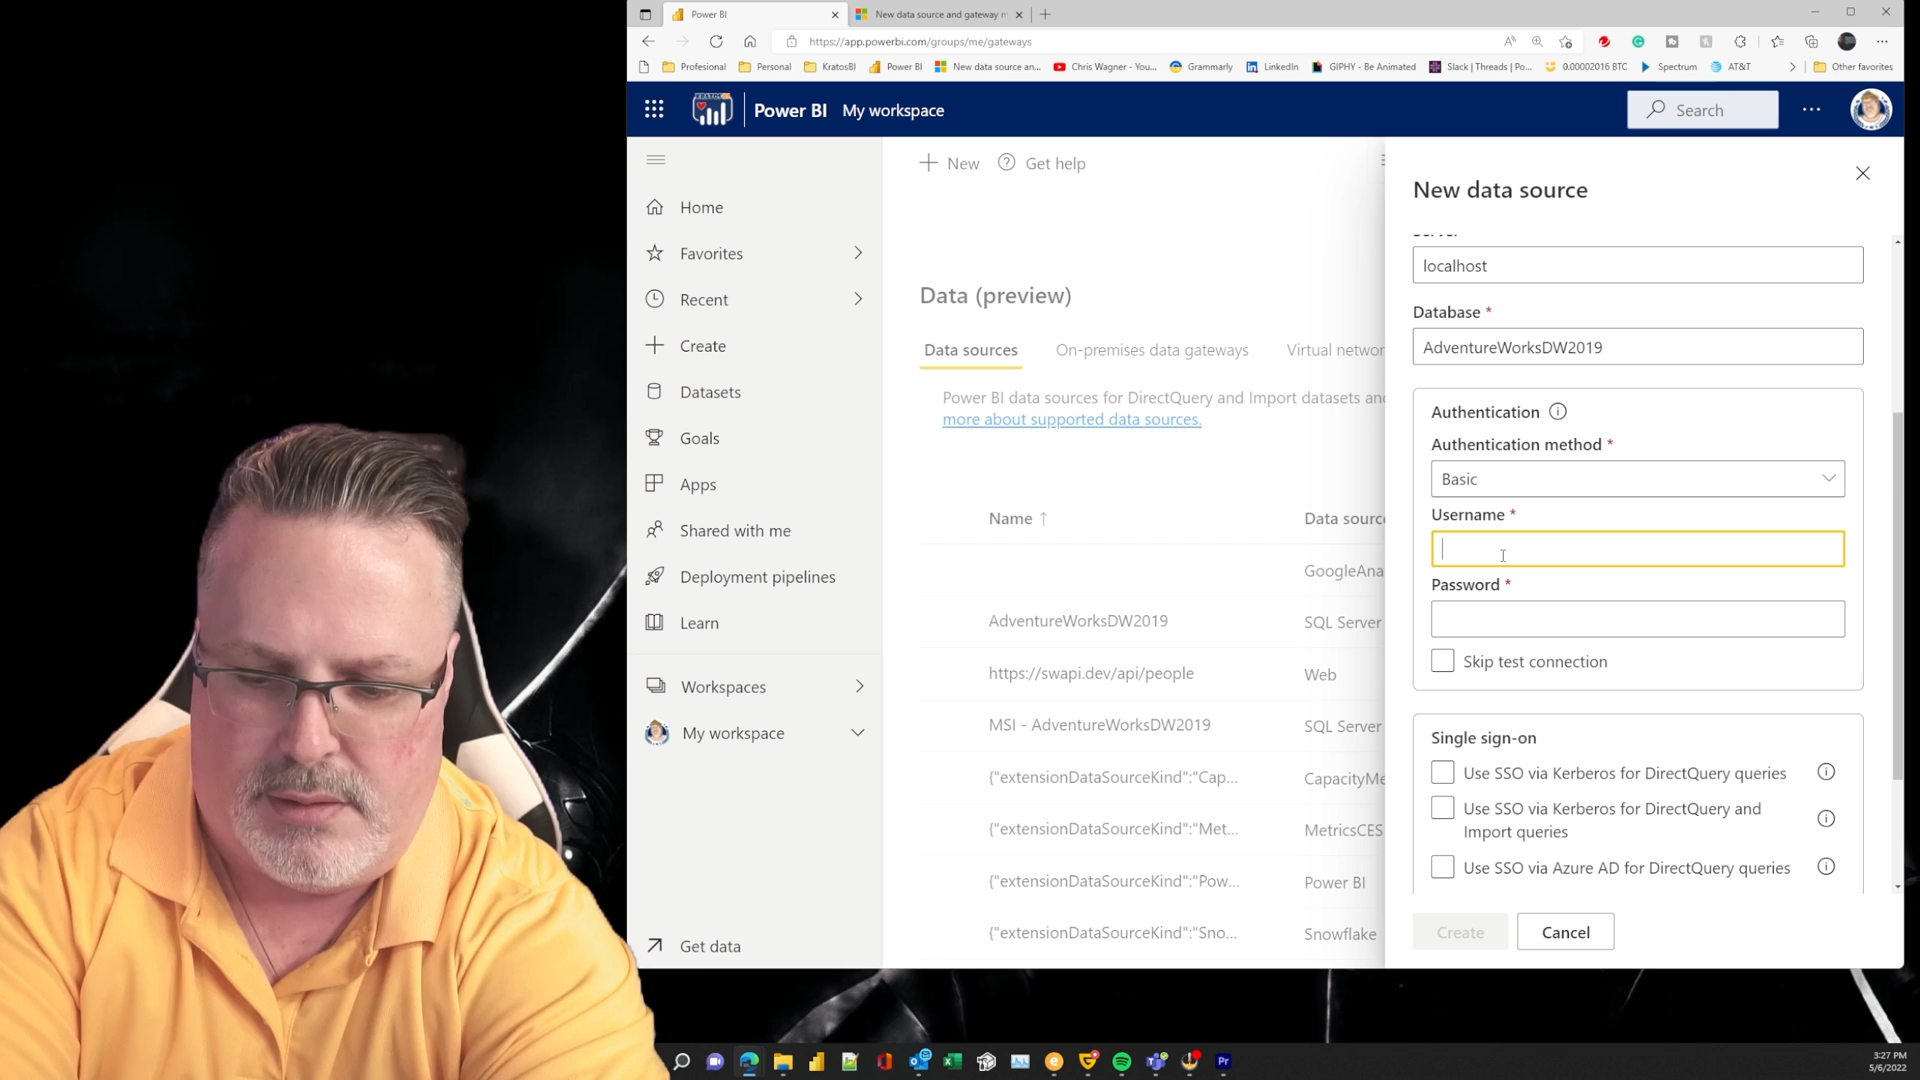 Power BI
New data source and gateway m
https://app.powerbi.com/groups/me/gateways
Profesional
Personal
KratosBI
Power BI
New data source an...
Chris Wagner - You...
Grammarly
LinkedIn
GIPHY - Be Animated
Slack | Threads | Po...
0.00002016 BTC
Spectrum
AT&T
Other favorites
Power BI
My workspace
Search
New
Get help
New data source
Home
Favorites
Recent
Create
Datasets
Goals
Apps
Shared with me
Deployment pipelines
Learn
Workspaces
My workspace
Get data
Data (preview)
Data sources
On-premises data gateways
Virtual networ
Power BI data sources for DirectQuery and Import datasets an
more about supported data sources.
Name ↑
Data source
GoogleAna
AdventureWorksDW2019
SQL Server
https://swapi.dev/api/people
Web
MSI - AdventureWorksDW2019
SQL Server
{"extensionDataSourceKind":"Cap...
CapacityMe
{"extensionDataSourceKind":"Met...
MetricsCES
{"extensionDataSourceKind":"Pow...
Power BI
{"extensionDataSourceKind":"Sno...
Snowflake
Server
localhost
Database *
AdventureWorksDW2019
Authentication
Authentication method *
Basic
Username *
Password *
Skip test connection
Single sign-on
Use SSO via Kerberos for DirectQuery queries
Use SSO via Kerberos for DirectQuery and
Import queries
Use SSO via Azure AD for DirectQuery queries
Create
Cancel
3:27 PM
5/6/2022